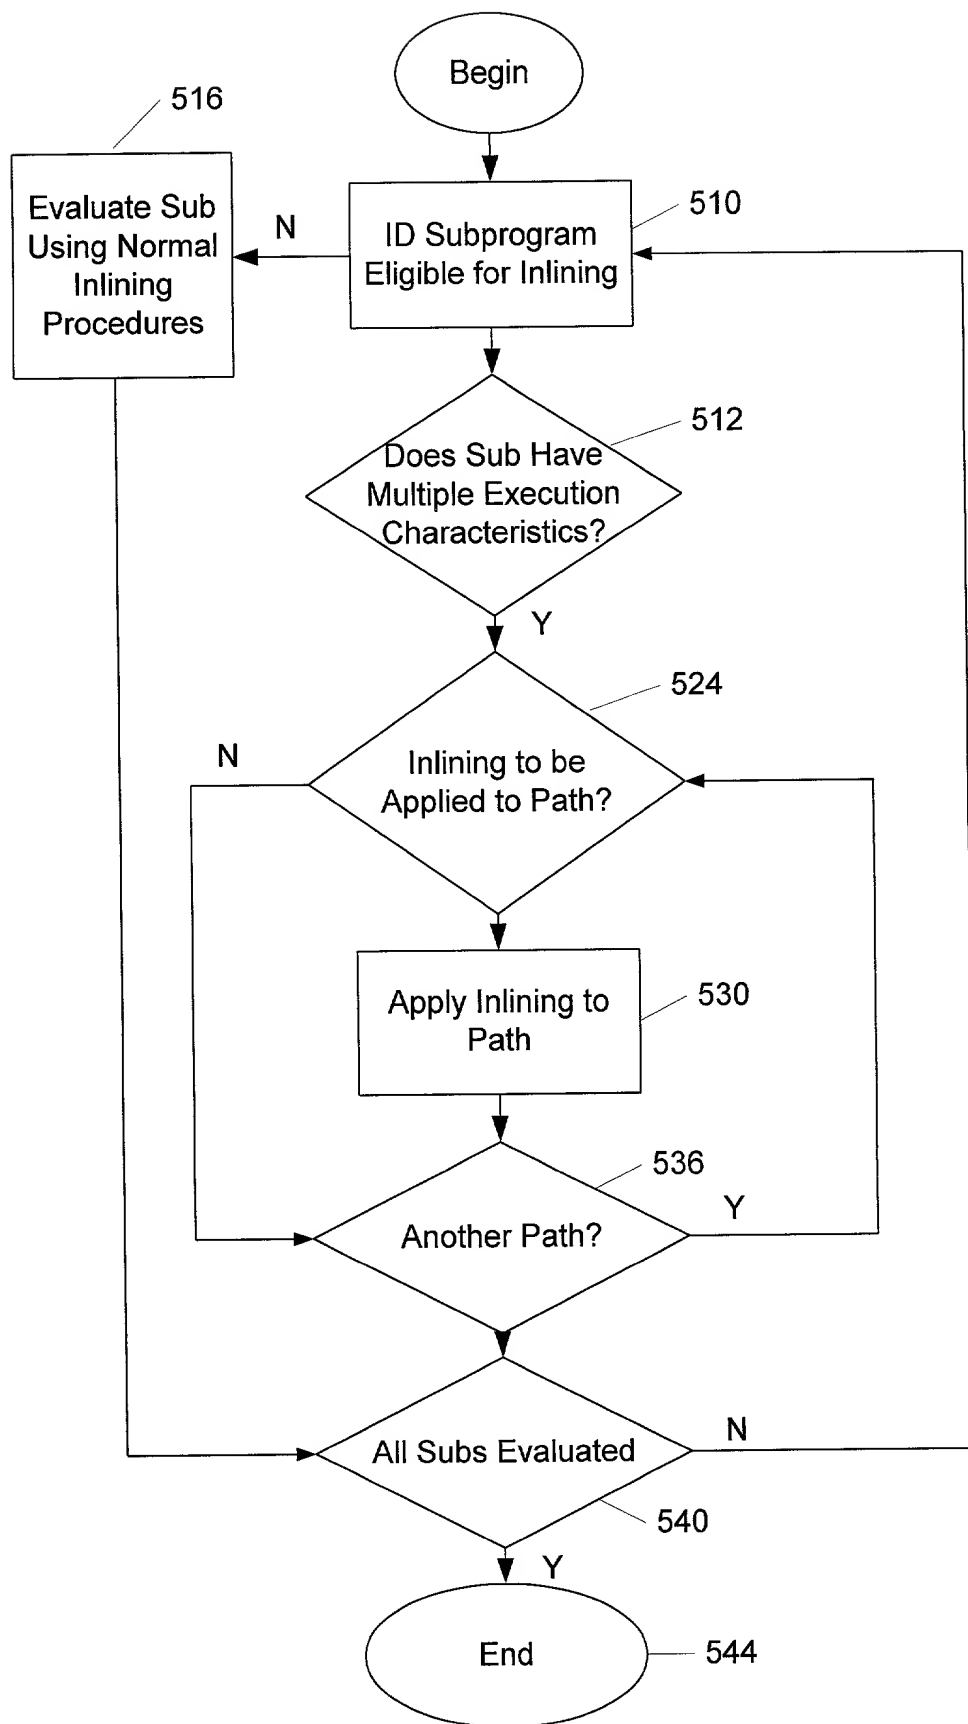 Begin
516
Evaluate Sub
Using Normal
Inlining
Procedures
N
510
ID Subprogram
Eligible for Inlining
512
Does Sub Have
Multiple Execution
Characteristics?
Y
524
N
Inlining to be
Applied to Path?
530
Apply Inlining to
Path
536
Another Path?
Y
All Subs Evaluated
N
540
Y
End
544